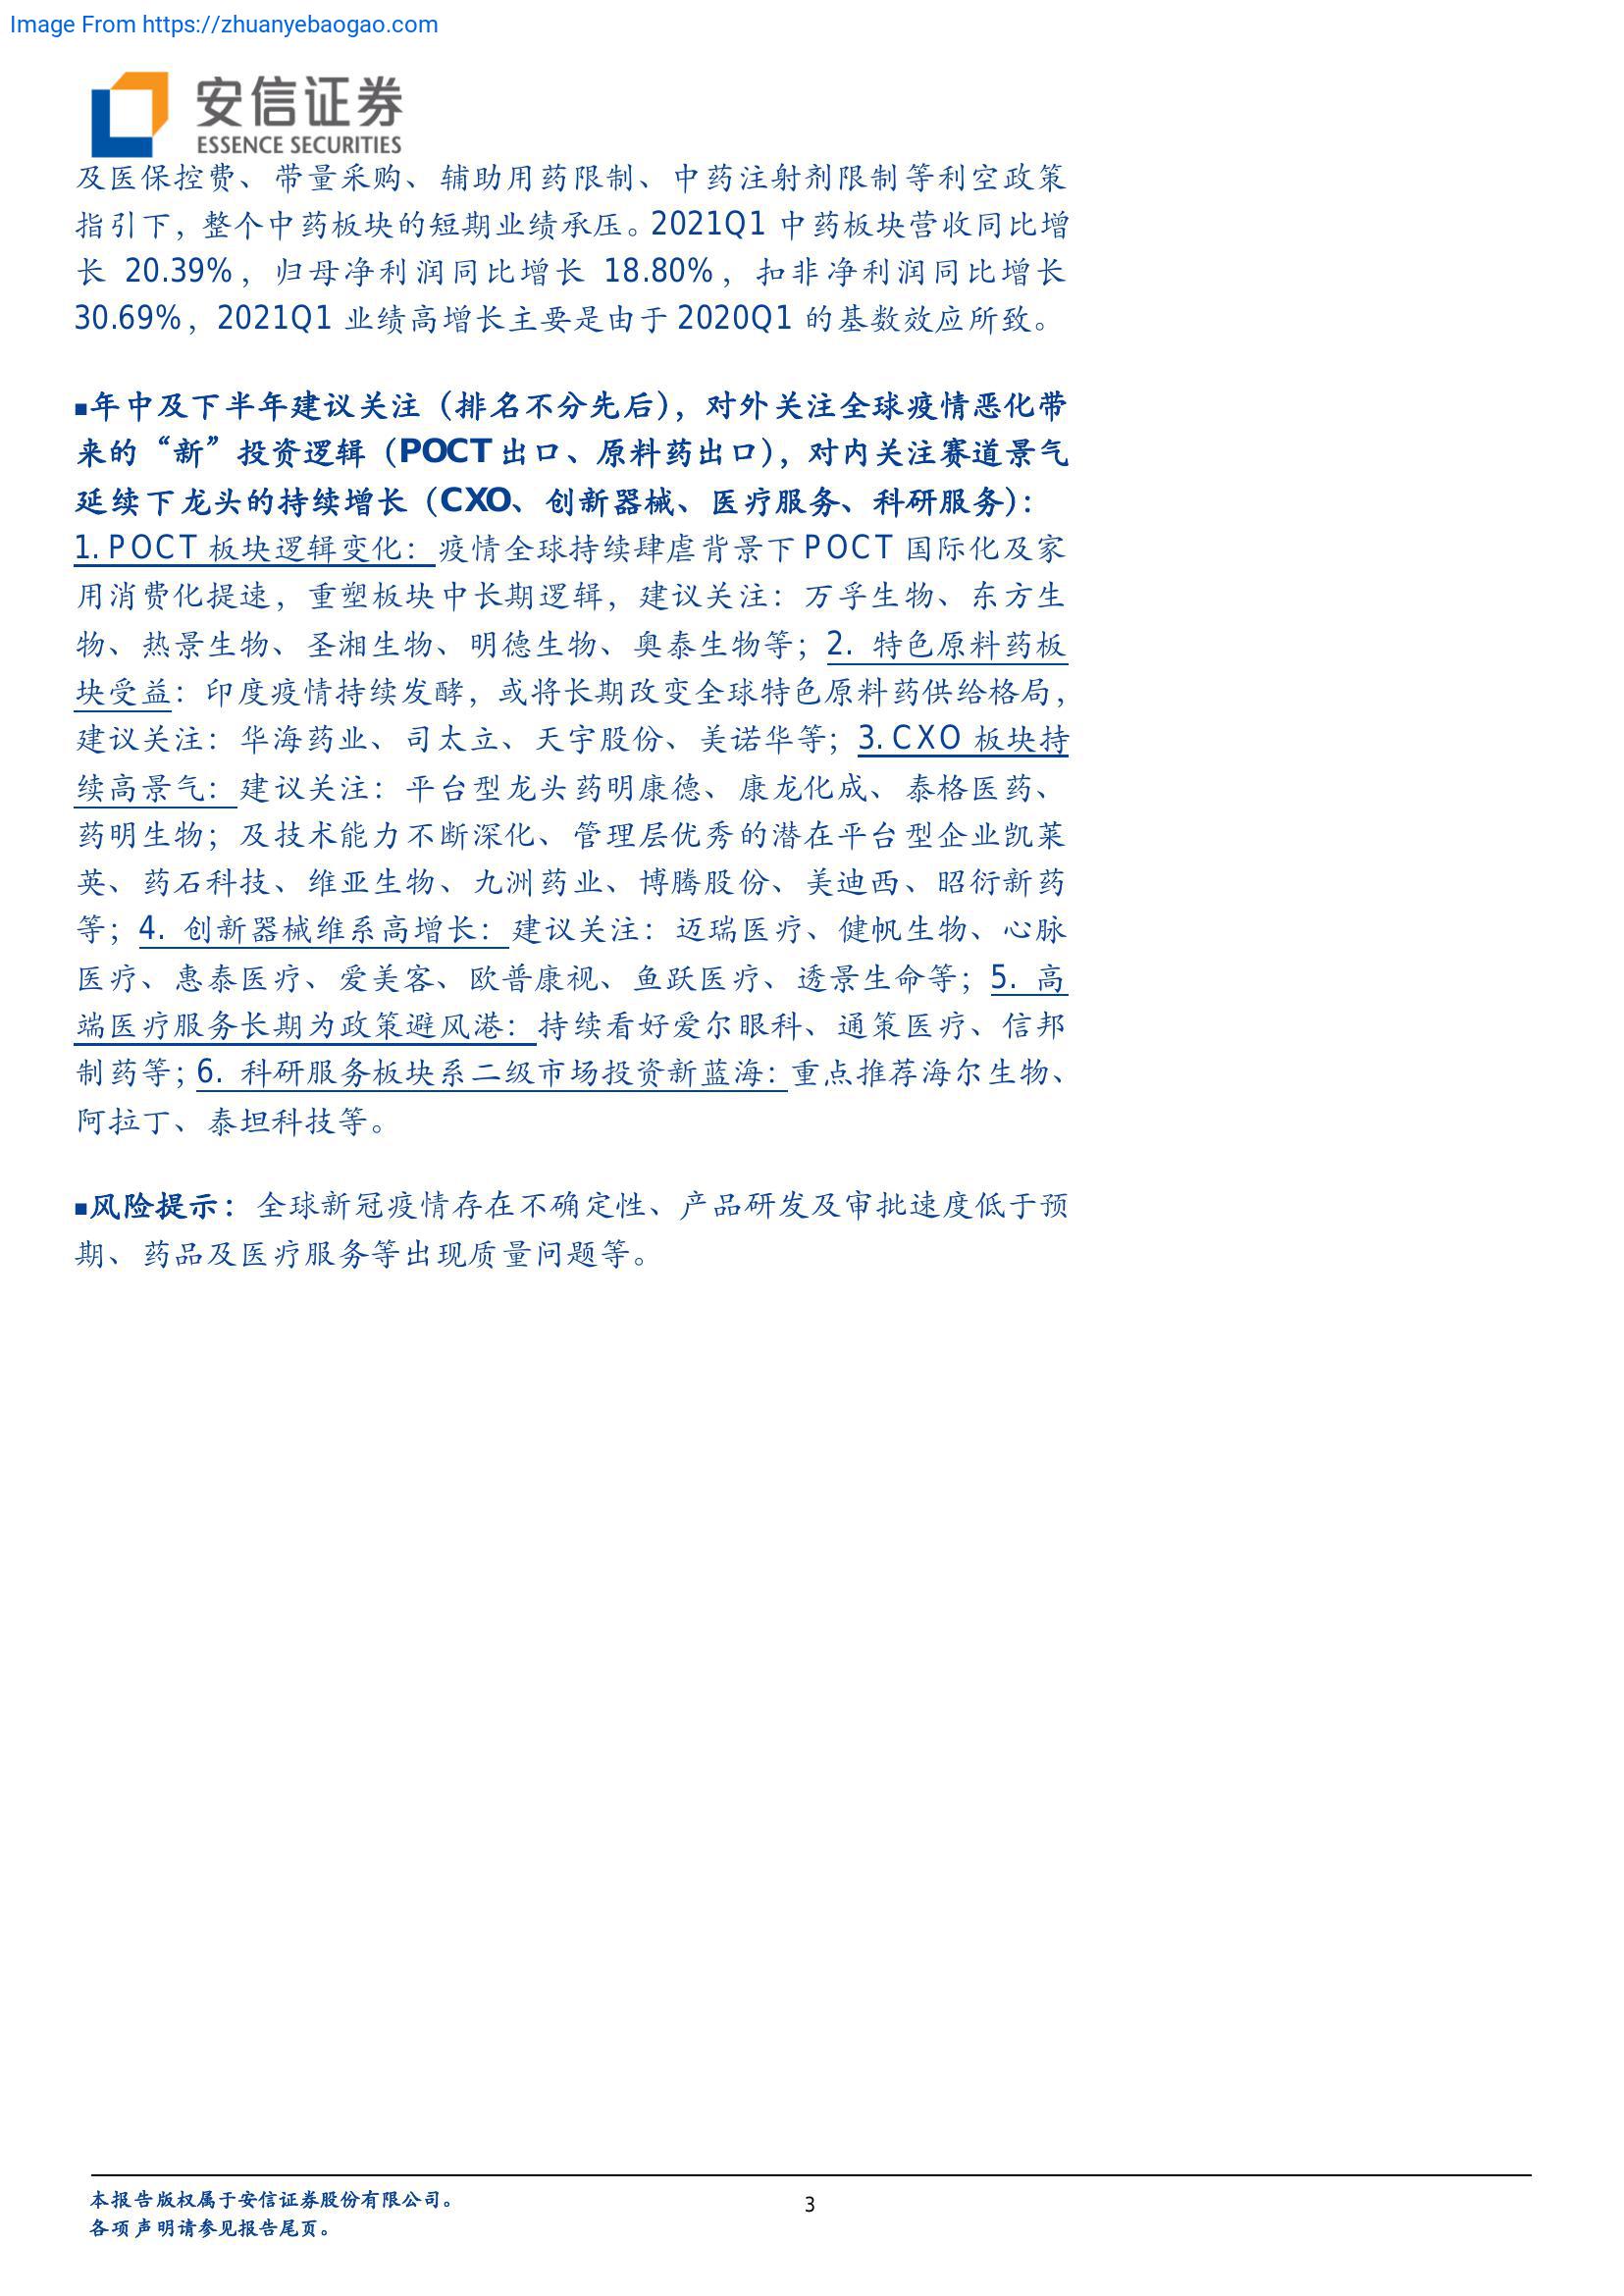 Image From https://zhuanyebaogao.com
安信证券
ESSENCE SECURITIES
及医保控费、带量采购、辅助用药限制、中药注射剂限制等利空政策
指引下，整个中药板块的短期业绩承压。2021Q1 中药板块营收同比增
长 20.39%，归母净利润同比增长 18.80%，扣非净利润同比增长
30.69%，2021Q1 业绩高增长主要是由于 2020Q1 的基数效应所致。
■年中及下半年建议关注（排名不分先后），对外关注全球疫情恶化带
来的“新”投资逻辑（POCT 出口、原料药出口），对内关注赛道景气
延续下龙头的持续增长（CXO、创新器械、医疗服务、科研服务）：
1. POCT 板块逻辑变化：疫情全球持续肆虐背景下 POCT 国际化及家
用消费化提速，重塑板块中长期逻辑，建议关注：万孚生物、东方生
物、热景生物、圣湘生物、明德生物、奥泰生物等；2. 特色原料药板
块受益：印度疫情持续发酵，或将长期改变全球特色原料药供给格局，
建议关注：华海药业、司太立、天宇股份、美诺华等；3. CXO 板块持
续高景气：建议关注：平台型龙头药明康德、康龙化成、泰格医药、
药明生物；及技术能力不断深化、管理层优秀的潜在平台型企业凯莱
英、药石科技、维亚生物、九洲药业、博腾股份、美迪西、昭衍新药
等；4. 创新器械维系高增长：建议关注：迈瑞医疗、健帆生物、心脉
医疗、惠泰医疗、爱美客、欧普康视、鱼跃医疗、透景生命等；5. 高
端医疗服务长期为政策避风港：持续看好爱尔眼科、通策医疗、信邦
制药等；6. 科研服务板块系二级市场投资新蓝海：重点推荐海尔生物、
阿拉丁、泰坦科技等。
■风险提示：全球新冠疫情存在不确定性、产品研发及审批速度低于预
期、药品及医疗服务等出现质量问题等。
本报告版权属于安信证券股份有限公司。
各项声明请参见报告尾页。
3